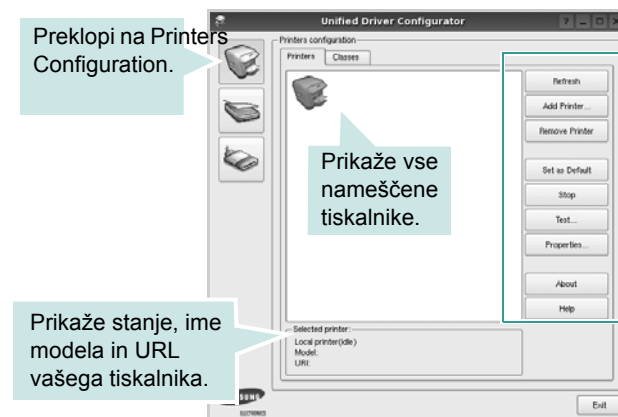 Unified Driver Configurator
Preklopi na Printers
Configuration.
Printers configuration
Printers
Classes
Refresh
Add Printer...
Remove Printer
Set as Default
Stop
Test...
Properties...
About
Help
Prikaže vse
nameščene
tiskalnike.
Prikaže stanje, ime
modela in URL
vašega tiskalnika.
Selected printer:
Local printer(idle)
Model:
URI:
ELECTRONICS
Exit